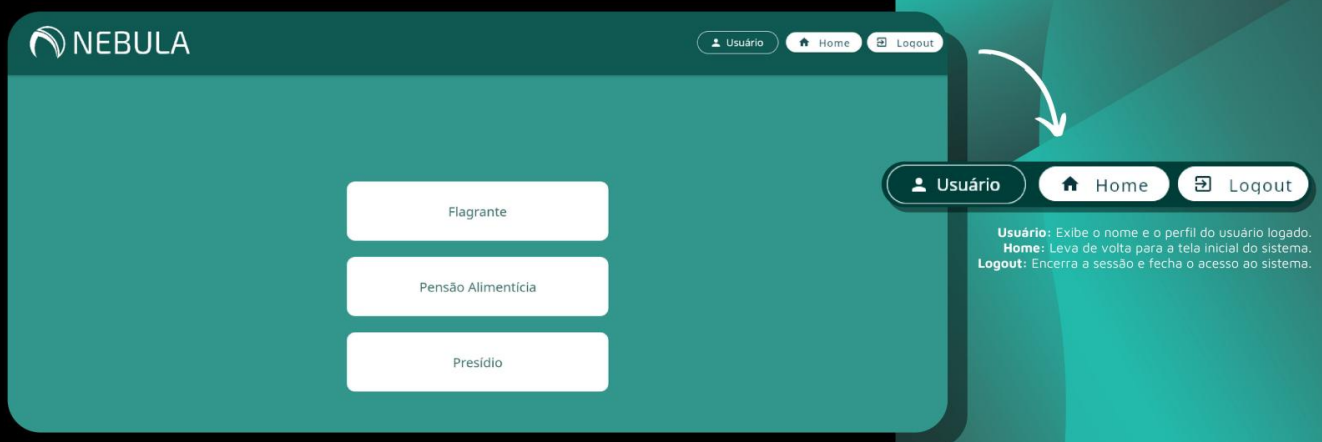 NEBULA
Usuário
Home
Logout
Flagrante
Pensão Alimentícia
Presídio
Usuário
Home
Logout
Usuário: Exibe o nome e o perfil do usuário logado.
Home: Leva de volta para a tela inicial do sistema.
Logout: Encerra a sessão e fecha o acesso ao sistema.